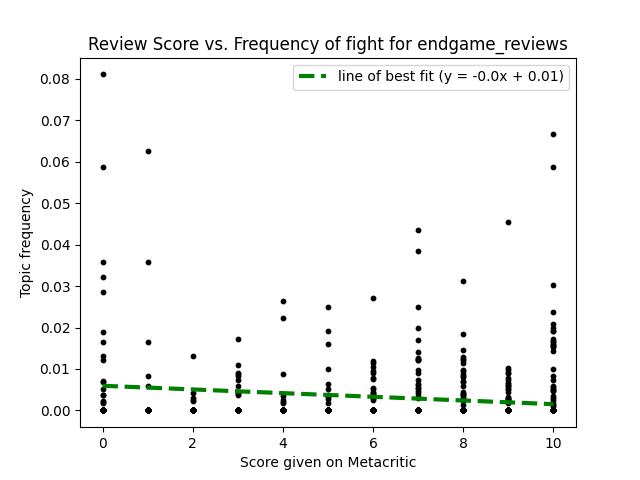 Review Score vs. Frequency of fight for endgame_reviews
line of best fit (y = -0.0x + 0.01)
0.08
0.07
0.06
0.05
0.04
0.03
0.02
0.01
0.00
Topic frequency
0 2 4 6 8 10
Score given on Metacritic